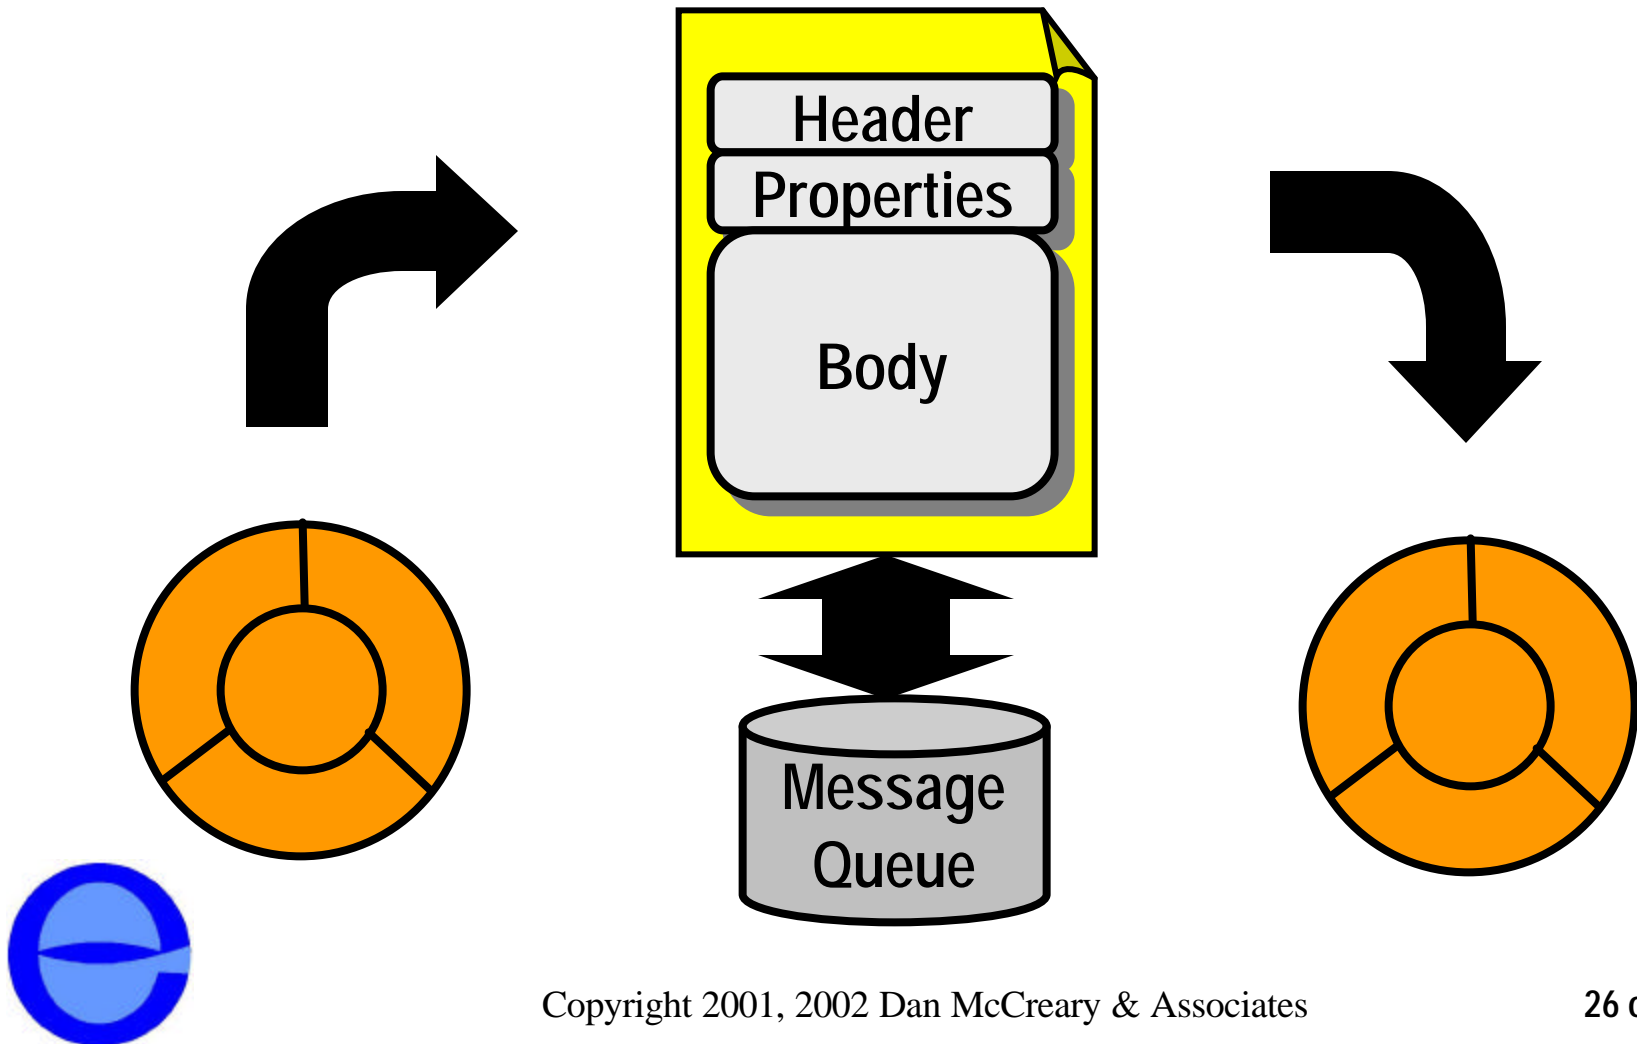 Header
Properties
Body
Message
Queue
Copyright 2001, 2002 Dan McCreary & Associates
26